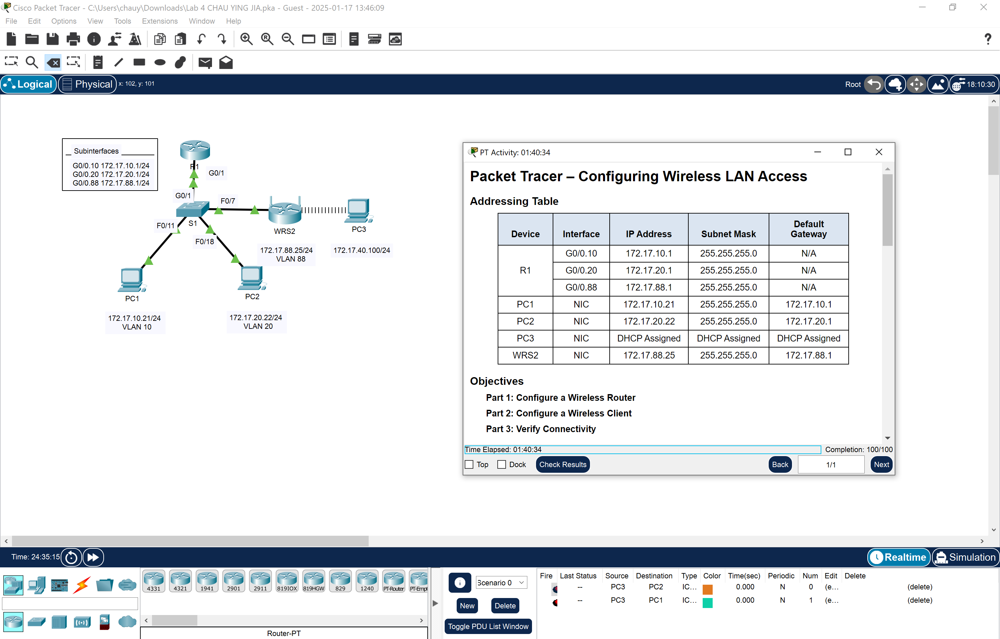 Cisco Packet Tracer - C:\Users\chauy\Downloads\Lab 4 CHAU YING JIA.pka - Guest - 2025-01-17 13:46:09
File Edit Options View Tools Extensions Window Help
Logical Physical x: 102, y: 101 Root 18:10:30
Subinterfaces
G0/0.10 172.17.10.1/24
G0/0.20 172.17.20.1/24
G0/0.88 172.17.88.1/24
R1
G0/1
G0/1
F0/7
F0/11
S1
F0/18
WRS2
PC3
172.17.88.25/24
VLAN 88
172.17.40.100/24
PC1
PC2
172.17.10.21/24
VLAN 10
172.17.20.22/24
VLAN 20
PT Activity: 01:40:34
Packet Tracer – Configuring Wireless LAN Access
Addressing Table
Device Interface IP Address Subnet Mask Default Gateway
R1 G0/0.10 172.17.10.1 255.255.255.0 N/A
G0/0.20 172.17.20.1 255.255.255.0 N/A
G0/0.88 172.17.88.1 255.255.255.0 N/A
PC1 NIC 172.17.10.21 255.255.255.0 172.17.10.1
PC2 NIC 172.17.20.22 255.255.255.0 172.17.20.1
PC3 NIC DHCP Assigned DHCP Assigned DHCP Assigned
WRS2 NIC 172.17.88.25 255.255.255.0 172.17.88.1
Objectives
Part 1: Configure a Wireless Router
Part 2: Configure a Wireless Client
Part 3: Verify Connectivity
Time Elapsed: 01:40:34 Completion: 100/100
Top Dock Check Results Back 1/1 Next
Time: 24:35:15 Realtime Simulation
4331 4321 1941 2901 2911 819IOX 819HGW 829 1240 PT-Router PT-Empt
Router-PT
Scenario 0
New Delete
Toggle PDU List Window
Fire Last Status Source Destination Type Color Time(sec) Periodic Num Edit Delete
-- PC3 PC2 IC... 0.000 N 0 (e... (delete)
-- PC3 PC1 IC... 0.000 N 1 (e... (delete)